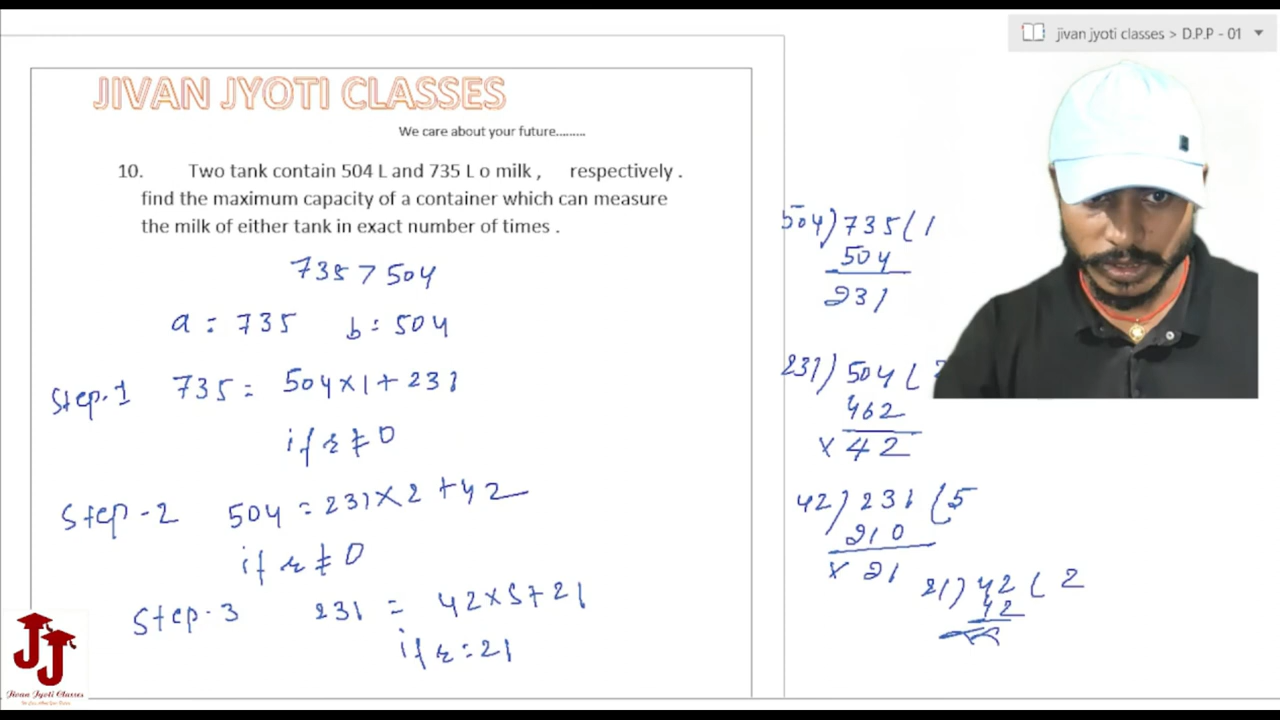 jivan jyoti classes > D.P.P - 01
JIVAN JYOTI CLASSES
We care about your future.........
10. Two tank contain 504 L and 735 L o milk , respectively .
find the maximum capacity of a container which can measure
the milk of either tank in exact number of times .
735 > 504
a = 735 b = 504
Step-1 735 = 504 × 1 + 231
if r ≠ 0
Step-2 504 = 231 × 2 + 42
if r ≠ 0
Step-3 231 = 42 × 5 + 21
if r = 21
504 ) 735 ( 1
504
231
231 ) 504 (
462
× 42
42 ) 231 ( 5
210
× 21
21 ) 42 ( 2
42
JJ
Jivan Jyoti Classes